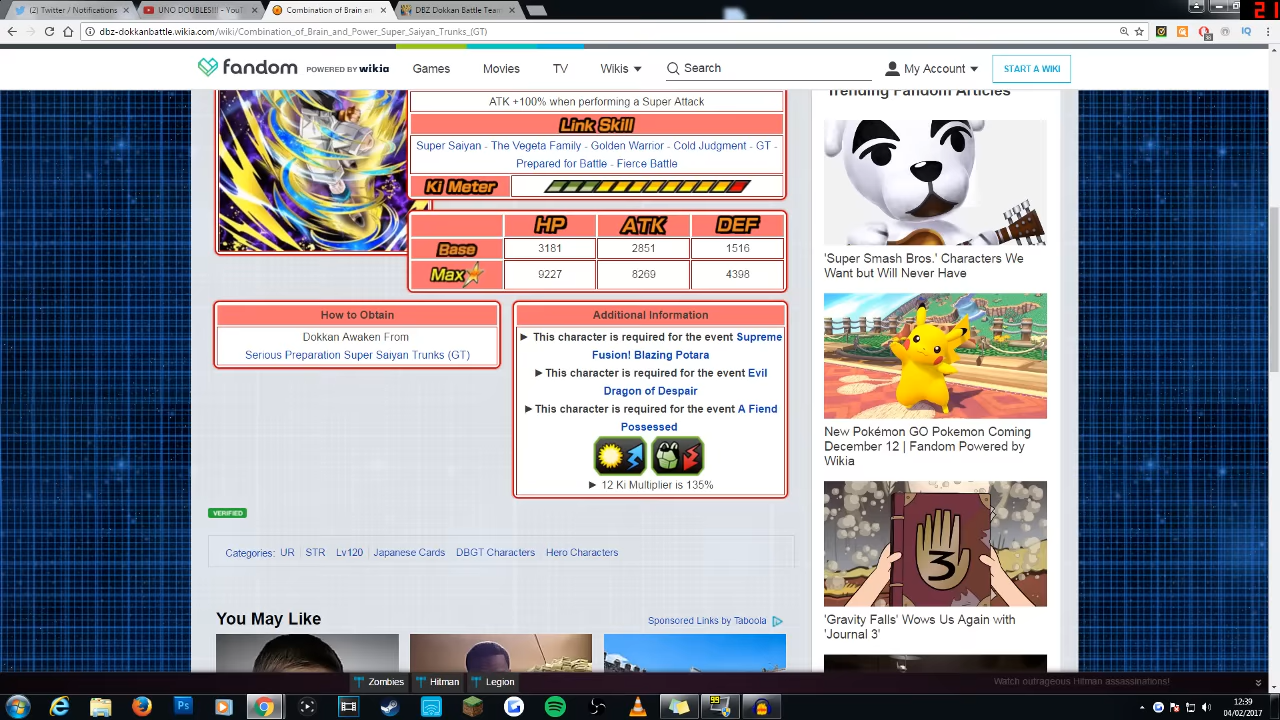 (2) Twitter / Notifications
UNO DOUBLES!!! - YouT
Combination of Brain an
DBZ Dokkan Battle Team
21
dbz-dokkanbattle.wikia.com/wiki/Combination_of_Brain_and_Power_Super_Saiyan_Trunks_(GT)
fandom POWERED BY wikia
Games
Movies
TV
Wikis
Search
My Account
START A WIKI
ATK +100% when performing a Super Attack
Link Skill
Super Saiyan - The Vegeta Family - Golden Warrior - Cold Judgment - GT -
Prepared for Battle - Fierce Battle
Ki Meter
HP ATK DEF
Base 3181 2851 1516
Max 9227 8269 4398
How to Obtain
Dokkan Awaken From
Serious Preparation Super Saiyan Trunks (GT)
Additional Information
► This character is required for the event Supreme
Fusion! Blazing Potara
►This character is required for the event Evil
Dragon of Despair
►This character is required for the event A Fiend
Possessed
► 12 Ki Multiplier is 135%
VERIFIED
Categories: UR STR Lv120 Japanese Cards DBGT Characters Hero Characters
You May Like
Sponsored Links by Taboola
Trending Fandom Articles
'Super Smash Bros.' Characters We
Want but Will Never Have
New Pokémon GO Pokemon Coming
December 12 | Fandom Powered by
Wikia
3
'Gravity Falls' Wows Us Again with
'Journal 3'
Zombies
Hitman
Legion
Watch outrageous Hitman assassinations!
Ps
99
12:39
04/02/2017